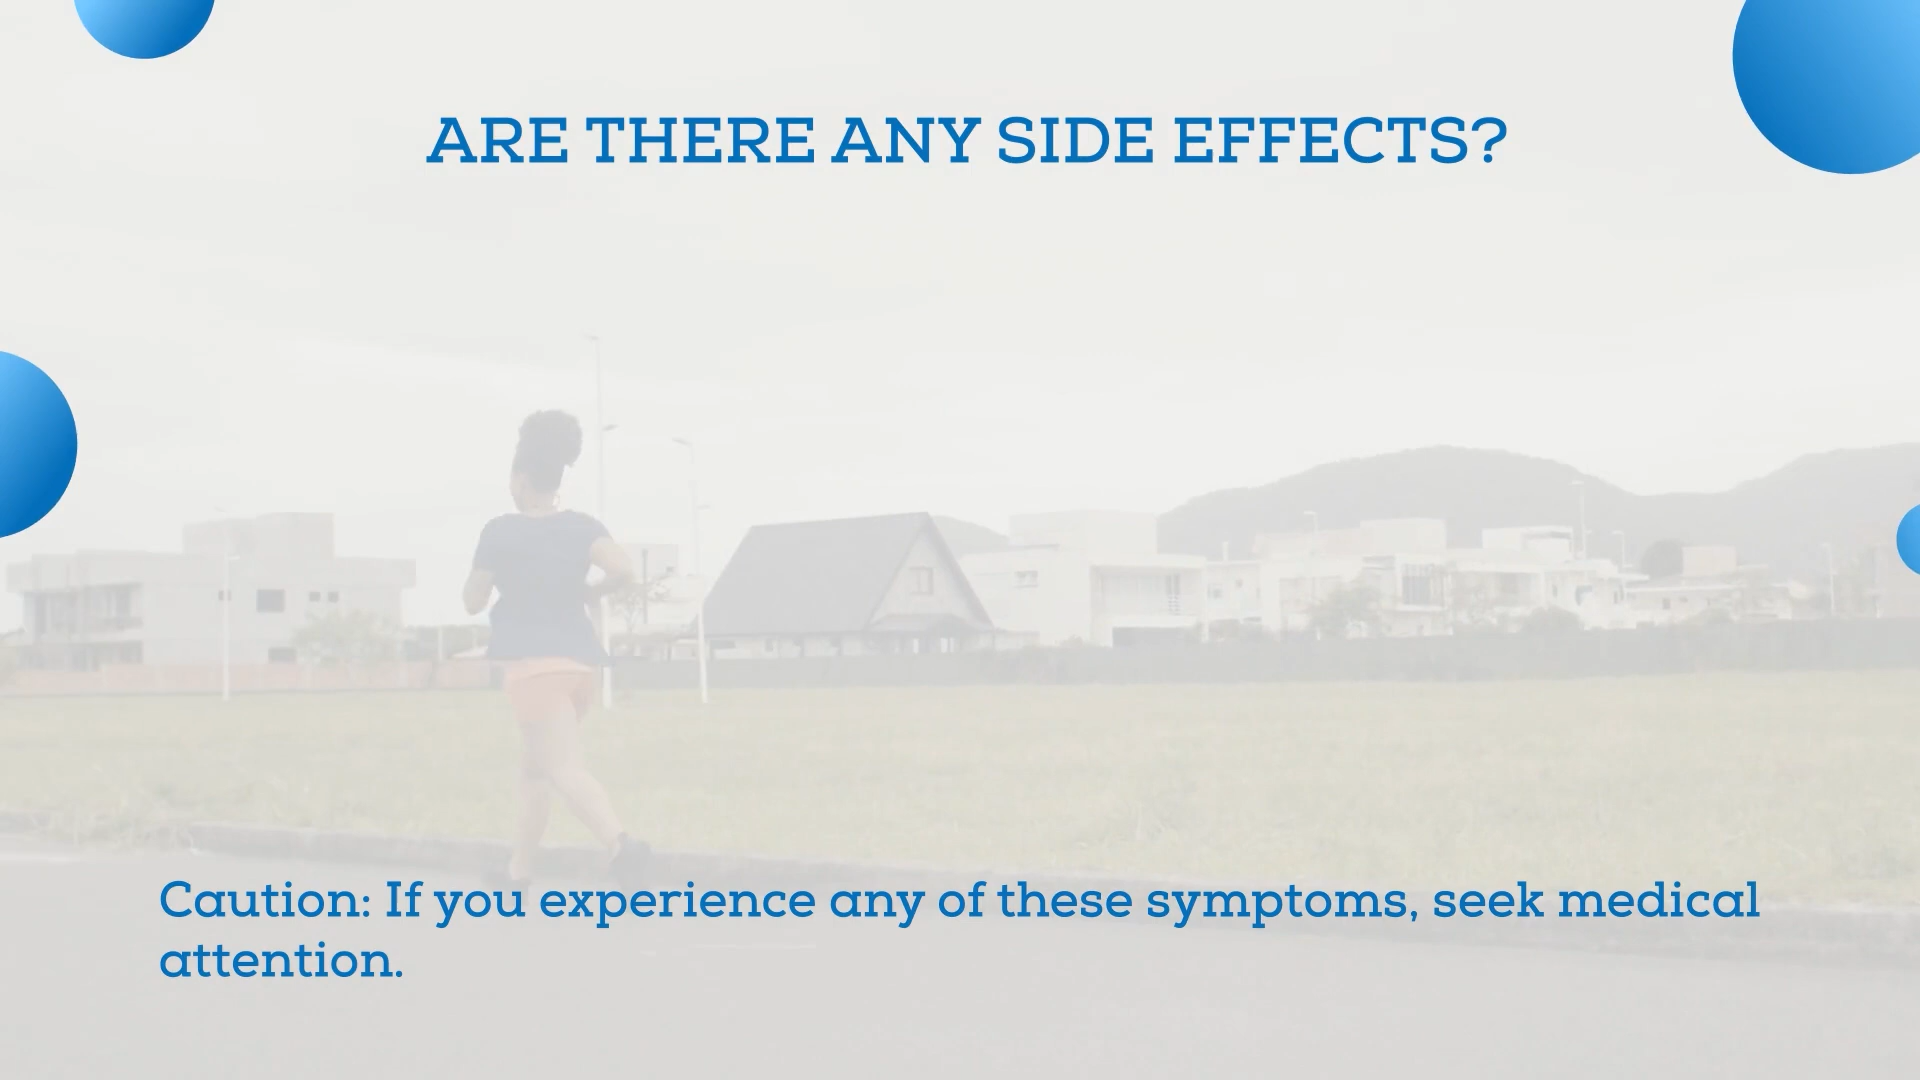 ARE THERE ANY SIDE EFFECTS?
Caution: If you experience any of these symptoms, seek medical
attention.